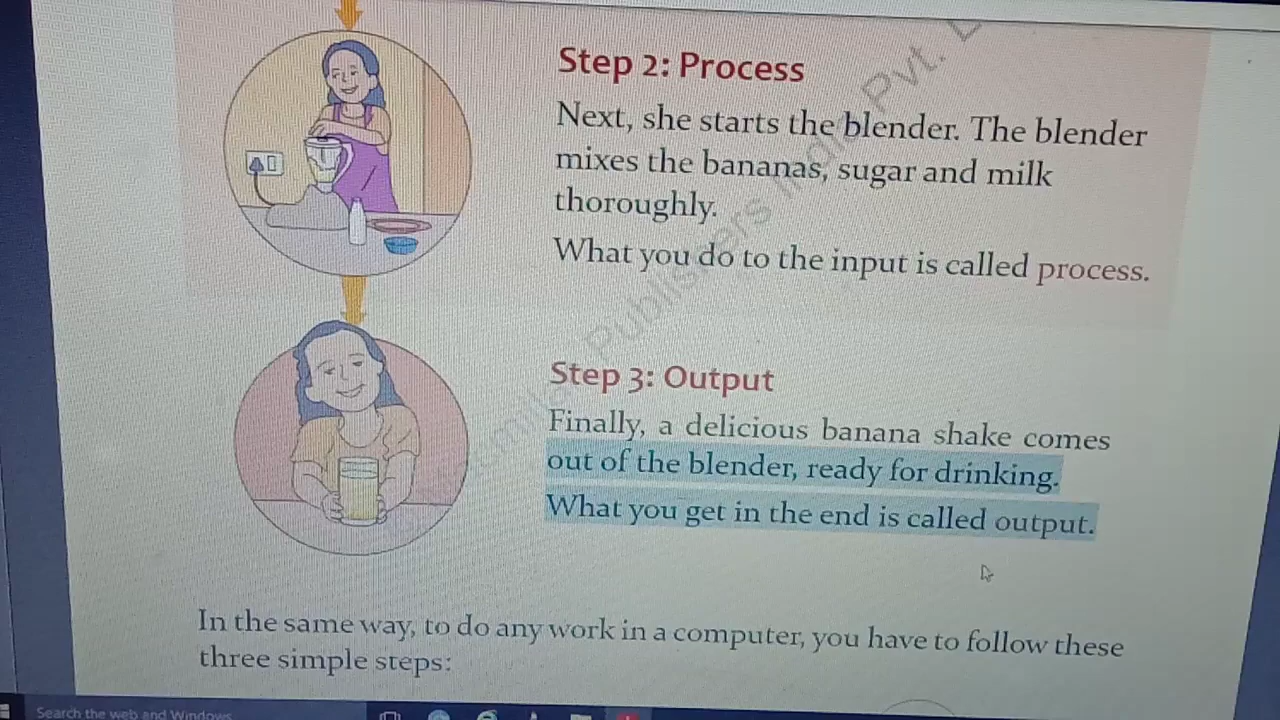 Step 2: Process
Next, she starts the blender. The blender
mixes the bananas, sugar and milk
thoroughly.
What you do to the input is called process.
Step 3: Output
Finally, a delicious banana shake comes
out of the blender, ready for drinking.
What you get in the end is called output.
In the same way, to do any work in a computer, you have to follow these
three simple steps:
Search the web and Windows
Publishers
Pvt.